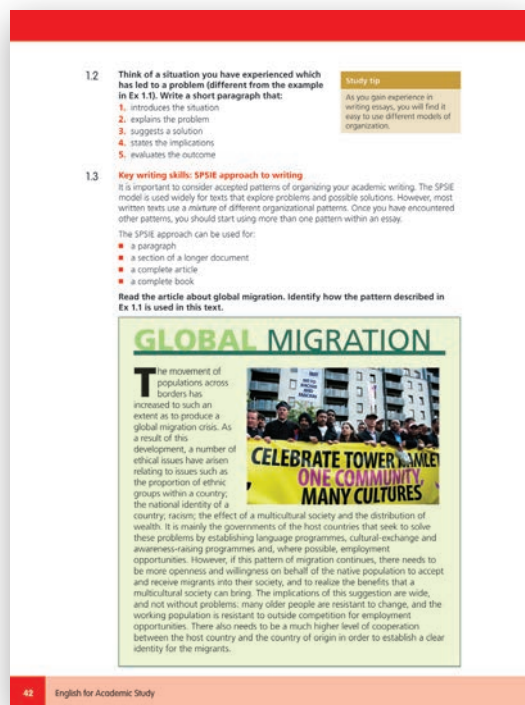 1.2 Think of a situation you have experienced which
has led to a problem (different from the example
in Ex 1.1). Write a short paragraph that:
1. introduces the situation
2. explains the problem
3. suggests a solution
4. states the implications
5. evaluates the outcome
Study tip
As you gain experience in
writing essays, you will find it
easy to use different models of
organization.
1.3 Key writing skills: SPSIE approach to writing
It is important to consider accepted patterns of organizing your academic writing. The SPSIE
model is used widely for texts that explore problems and possible solutions. However, most
written texts use a mixture of different organizational patterns. Once you have encountered
other patterns, you should start using more than one pattern within an essay.
The SPSIE approach can be used for:
■ a paragraph
■ a section of a longer document
■ a complete article
■ a complete book
Read the article about global migration. Identify how the pattern described in
Ex 1.1 is used in this text.
GLOBAL MIGRATION
The movement of
populations across
borders has
increased to such an
extent as to produce a
global migration crisis. As
a result of this
development, a number of
ethical issues have arisen
relating to issues such as
the proportion of ethnic
groups within a country;
the national identity of a
CELEBRATE TOWER HAMLET
ONE COMMUNITY
MANY CULTURES
country; racism; the effect of a multicultural society and the distribution of
wealth. It is mainly the governments of the host countries that seek to solve
these problems by establishing language programmes, cultural-exchange and
awareness-raising programmes and, where possible, employment
opportunities. However, if this pattern of migration continues, there needs to
be more openness and willingness on behalf of the native population to accept
and receive migrants into their society, and to realize the benefits that a
multicultural society can bring. The implications of this suggestion are wide,
and not without problems: many older people are resistant to change, and the
working population is resistant to outside competition for employment
opportunities. There also needs to be a much higher level of cooperation
between the host country and the country of origin in order to establish a clear
identity for the migrants.
42 English for Academic Study